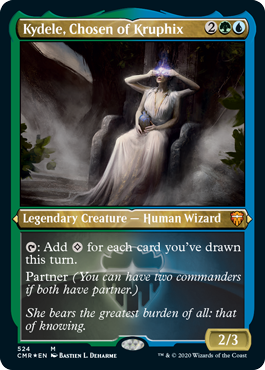 Kydele, Chosen of Kruphix 2
Legendary Creature — Human Wizard
: Add for each card you've drawn
this turn.
Partner (You can have two commanders
if both have partner.)
She bears the greatest burden of all: that
of knowing.
2/3
524 M
CMR ★ EN Bastien L. Deharme
™ & © 2020 Wizards of the Coast